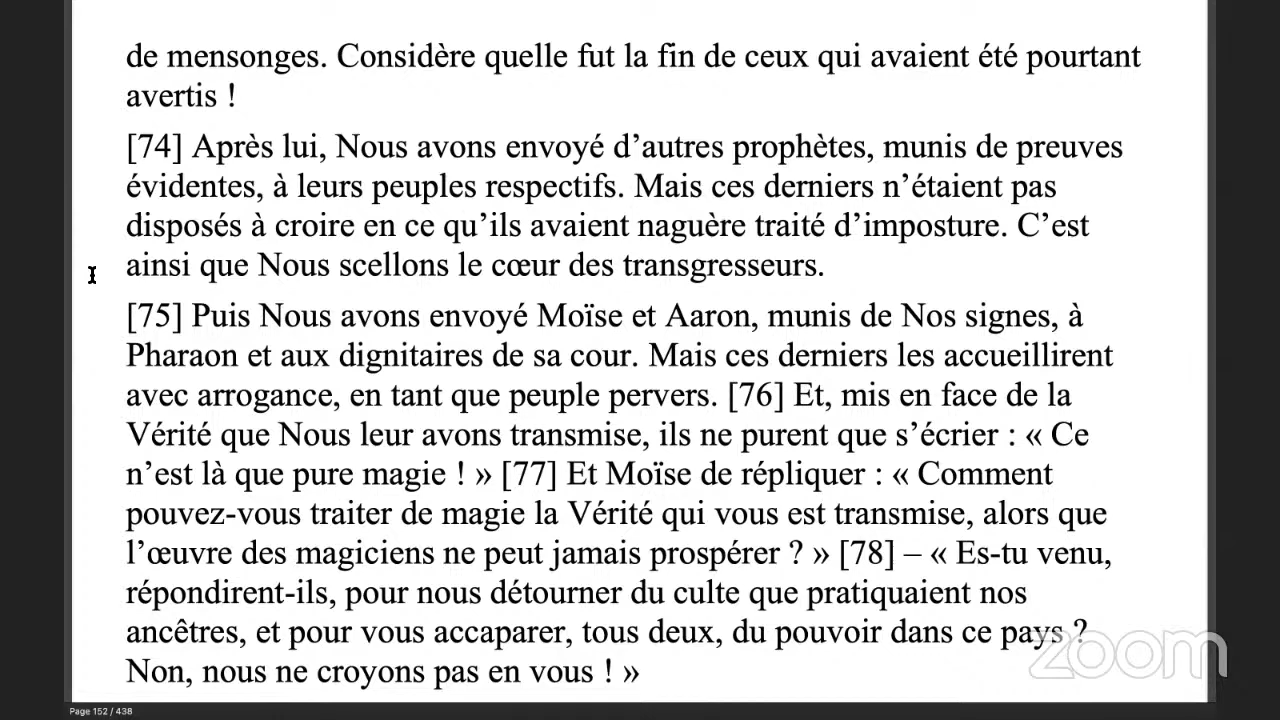 de mensonges. Considère quelle fut la fin de ceux qui avaient été pourtant
avertis !
[74] Après lui, Nous avons envoyé d’autres prophètes, munis de preuves
évidentes, à leurs peuples respectifs. Mais ces derniers n’étaient pas
disposés à croire en ce qu’ils avaient naguère traité d’imposture. C’est
ainsi que Nous scellons le cœur des transgresseurs.
[75] Puis Nous avons envoyé Moïse et Aaron, munis de Nos signes, à
Pharaon et aux dignitaires de sa cour. Mais ces derniers les accueillirent
avec arrogance, en tant que peuple pervers. [76] Et, mis en face de la
Vérité que Nous leur avons transmise, ils ne purent que s’écrier : « Ce
n’est là que pure magie ! » [77] Et Moïse de répliquer : « Comment
pouvez-vous traiter de magie la Vérité qui vous est transmise, alors que
l’œuvre des magiciens ne peut jamais prospérer ? » [78] – « Es-tu venu,
répondirent-ils, pour nous détourner du culte que pratiquaient nos
ancêtres, et pour vous accaparer, tous deux, du pouvoir dans ce pays ?
Non, nous ne croyons pas en vous ! »
zoom
Page 152 / 438